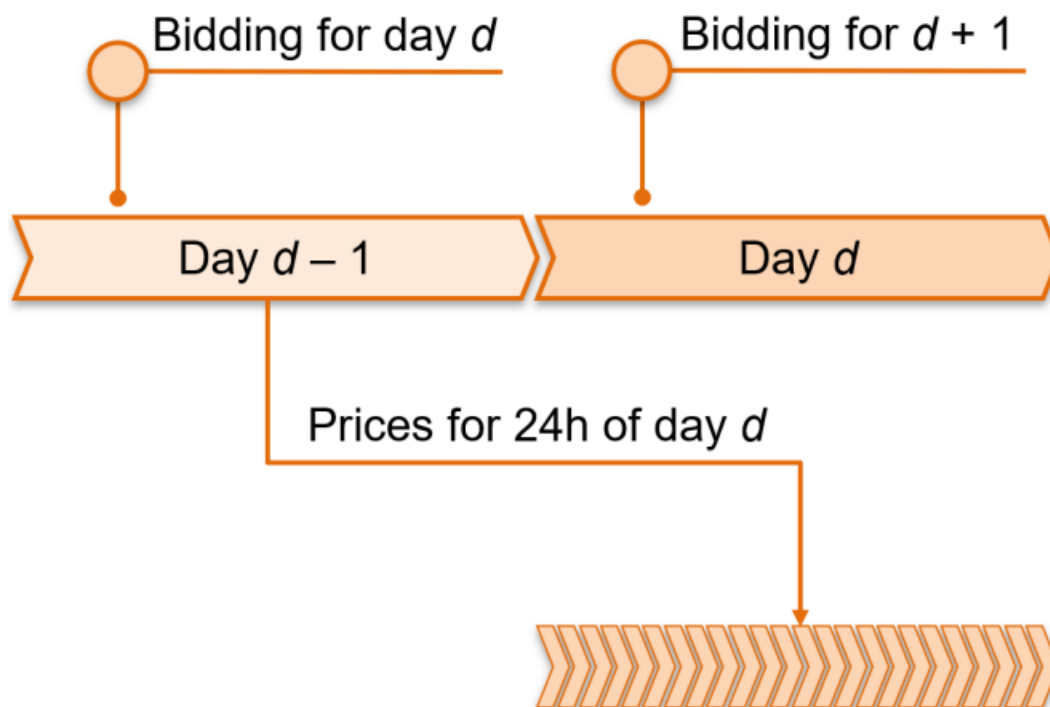 Bidding for day d
Bidding for d + 1
Day d – 1
Day d
Prices for 24h of day d